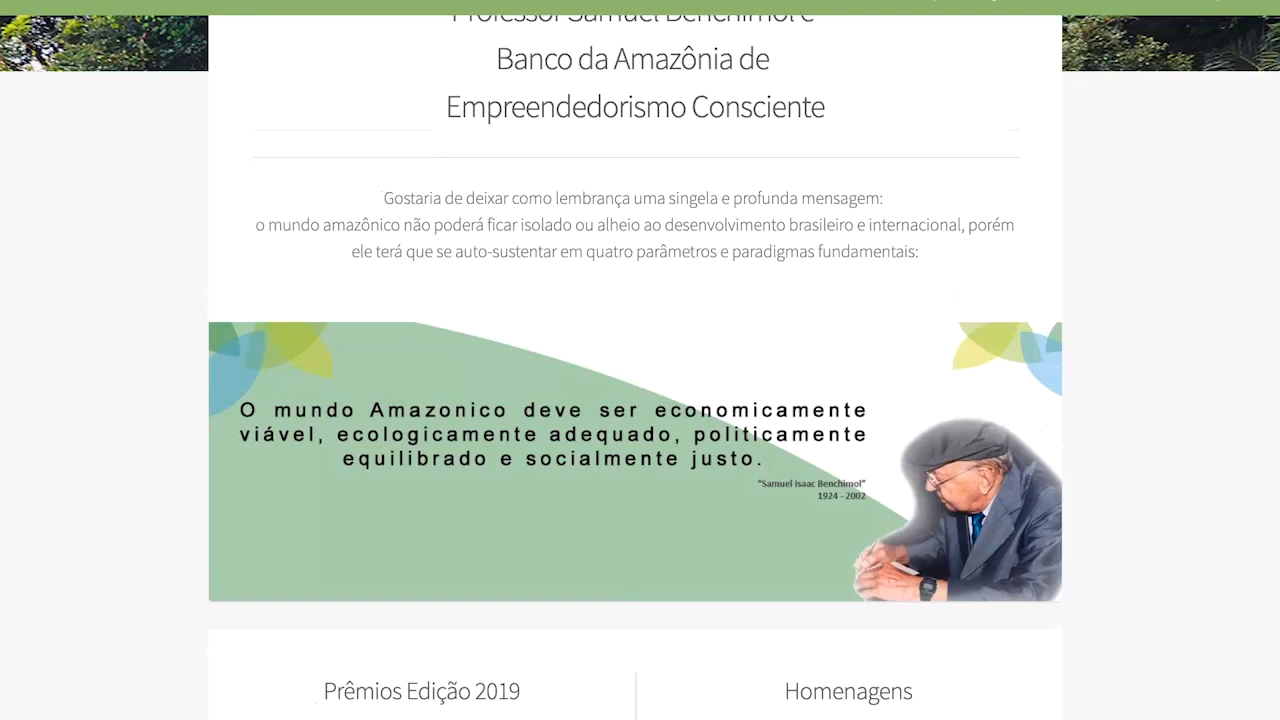 Professor Samuel Benchimol e
Banco da Amazônia de
Empreendedorismo Consciente
Gostaria de deixar como lembrança uma singela e profunda mensagem:
o mundo amazônico não poderá ficar isolado ou alheio ao desenvolvimento brasileiro e internacional, porém
ele terá que se auto-sustentar em quatro parâmetros e paradigmas fundamentais:
O mundo Amazonico deve ser economicamente
viável, ecologicamente adequado, politicamente
equilibrado e socialmente justo.
"Samuel Isaac Benchimol"
1924 - 2002
Prêmios Edição 2019
Homenagens